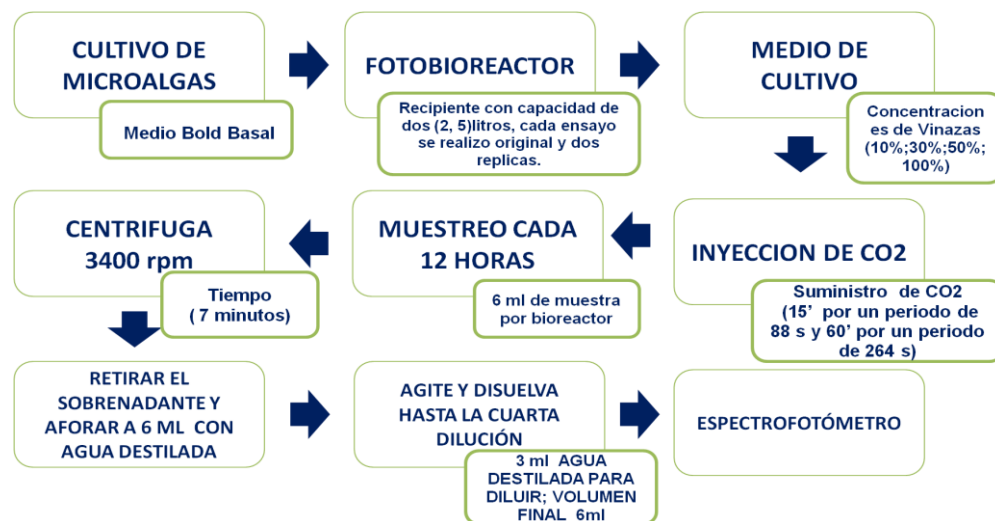 CULTIVO DE
MICROALGAS
Medio Bold Basal
FOTOBIOREACTOR
Recipiente con capacidad de
dos (2, 5)litros, cada ensayo
se realizo original y dos
replicas.
MEDIO DE
CULTIVO
Concentracion
es de Vinazas
(10%;30%;50%;
100%)
INYECCION DE CO2
Suministro de CO2
(15’ por un periodo de
88 s y 60’ por un periodo
de 264 s)
MUESTREO CADA
12 HORAS
6 ml de muestra
por bioreactor
CENTRIFUGA
3400 rpm
Tiempo
( 7 minutos)
RETIRAR EL
SOBRENADANTE Y
AFORAR A 6 ML CON
AGUA DESTILADA
AGITE Y DISUELVA
HASTA LA CUARTA
DILUCIÓN
3 ml AGUA
DESTILADA PARA
DILUIR; VOLUMEN
FINAL 6ml
ESPECTROFOTÓMETRO